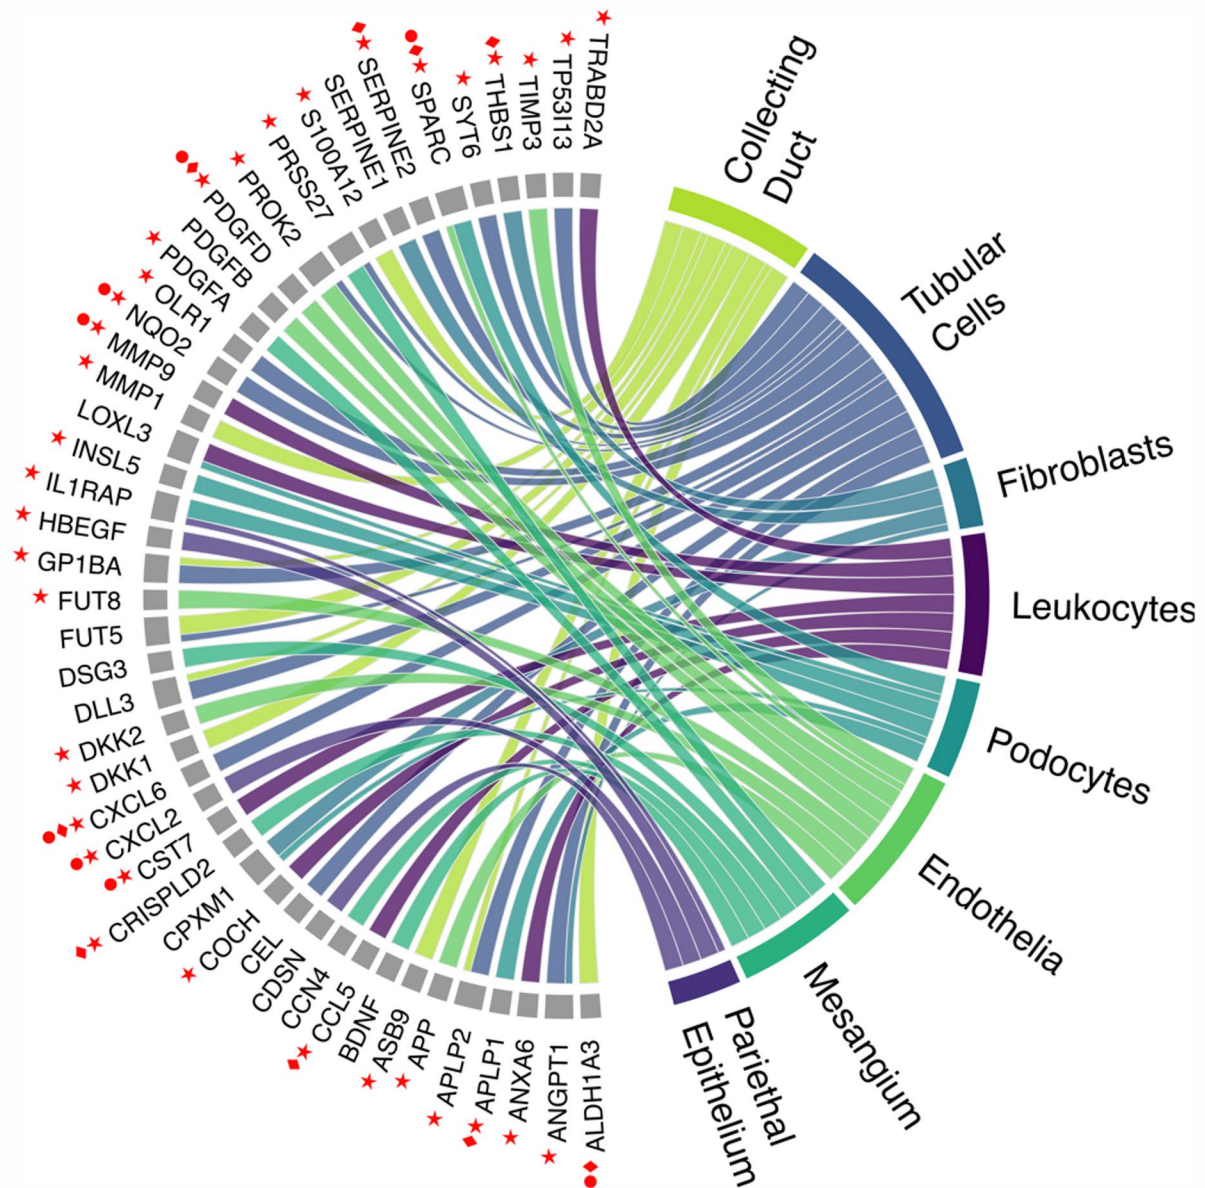 TRABD2A
TP53I13
TIMP3
THBS1
SYT6
SPARC
SERPINE2
SERPINE1
S100A12
PRSS27
PROK2
PDGFD
PDGFB
PDGFA
OLR1
NQO2
MMP9
MMP1
LOXL3
INSL5
IL1RAP
HBEGF
GP1BA
FUT8
FUT5
DSG3
DLL3
DKK2
DKK1
CXCL6
CXCL2
CST7
CRISPLD2
CPXM1
COCH
CEL
CDSN
CCN4
CCL5
BDNF
ASB9
APP
APLP2
APLP1
ANXA6
ANGPT1
ALDH1A3
Collecting
Duct
Tubular
Cells
Fibroblasts
Leukocytes
Podocytes
Endothelia
Mesangium
Pariethal
Epithelium